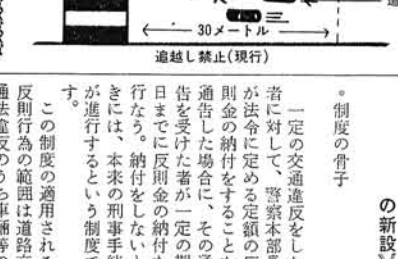 30メートル
追越し禁止(現行)
の新設
。制度の骨子
一定の交通違反をし
者に対して、警察本部
が法令に定める定額の
則金の納付をすること
通告した場合に、その
告を受けた者が一定の期
日までに反則金の納付
行なう。納付をしないと
きには、本来の刑事手続
が進行するという制度で
す。
この制度の適用される
反則行為の範囲は道路
通法違反のうち車輛等の